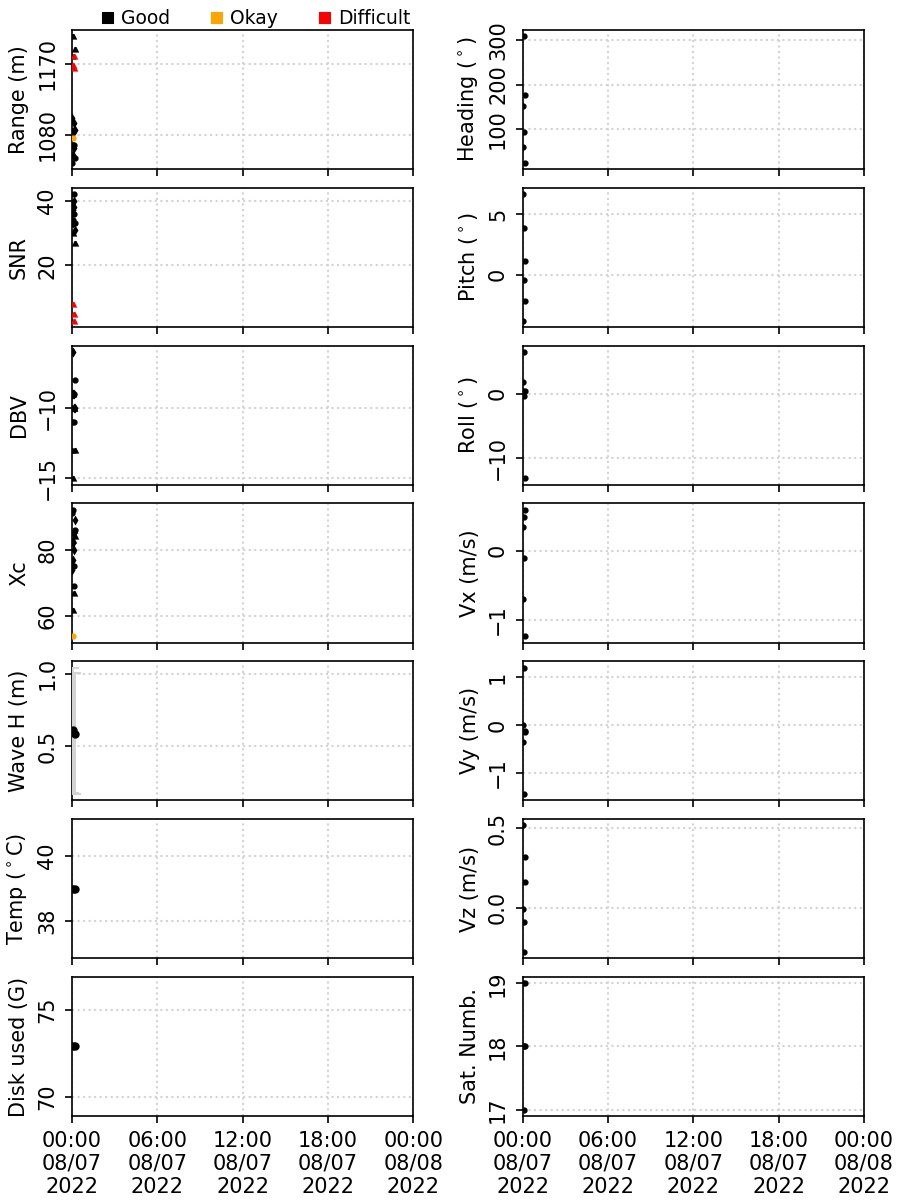 Good Okay Difficult
Range (m)
1170
1080
Heading (°)
300
200
100
SNR
40
20
Pitch (°)
5
0
DBV
−10
−15
Roll (°)
0
−10
Xc
80
60
Vx (m/s)
0
−1
Wave H (m)
1.0
0.5
Vy (m/s)
1
0
−1
Temp (°C)
40
38
Vz (m/s)
0.5
0.0
Disk used (G)
75
70
Sat. Numb.
19
18
17
00:00 06:00 12:00 18:00 00:00
08/07 08/07 08/07 08/07 08/08
2022 2022 2022 2022 2022
00:00 06:00 12:00 18:00 00:00
08/07 08/07 08/07 08/07 08/08
2022 2022 2022 2022 2022